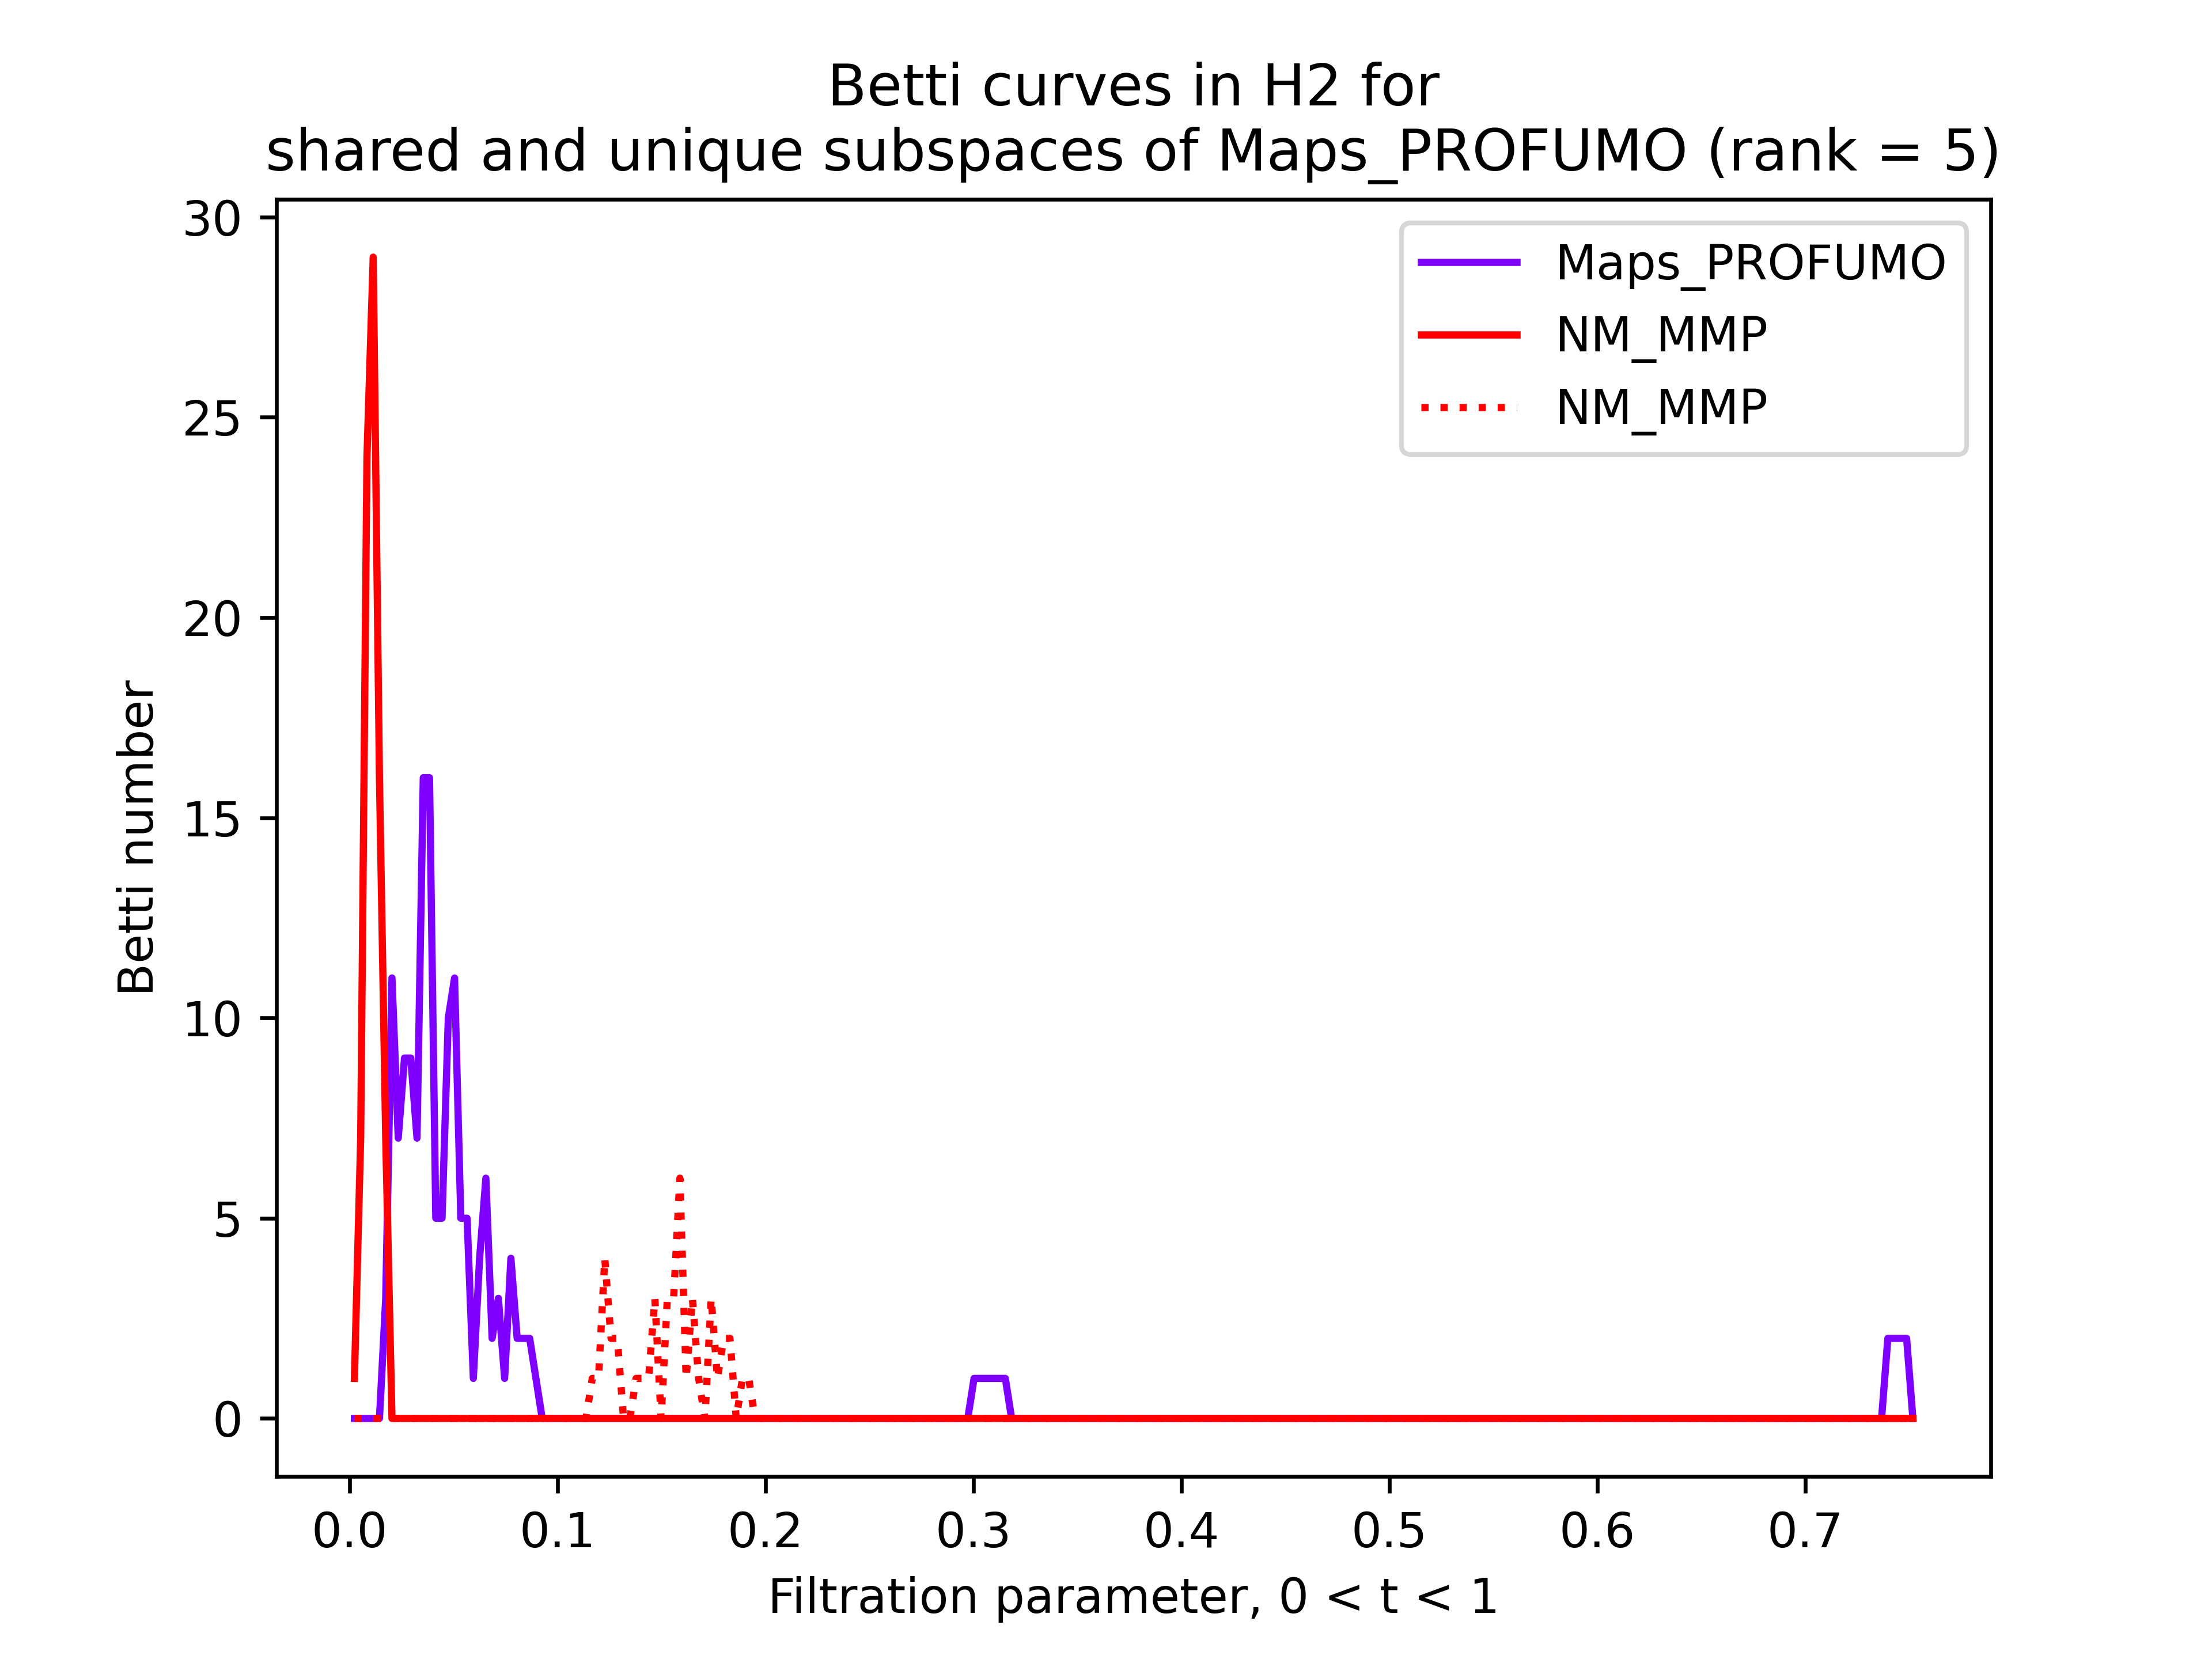 Betti curves in H2 for
shared and unique subspaces of Maps_PROFUMO (rank = 5)
Maps_PROFUMO
NM_MMP
NM_MMP
30
25
20
15
10
5
0
Betti number
0.0 0.1 0.2 0.3 0.4 0.5 0.6 0.7
Filtration parameter, 0 < t < 1